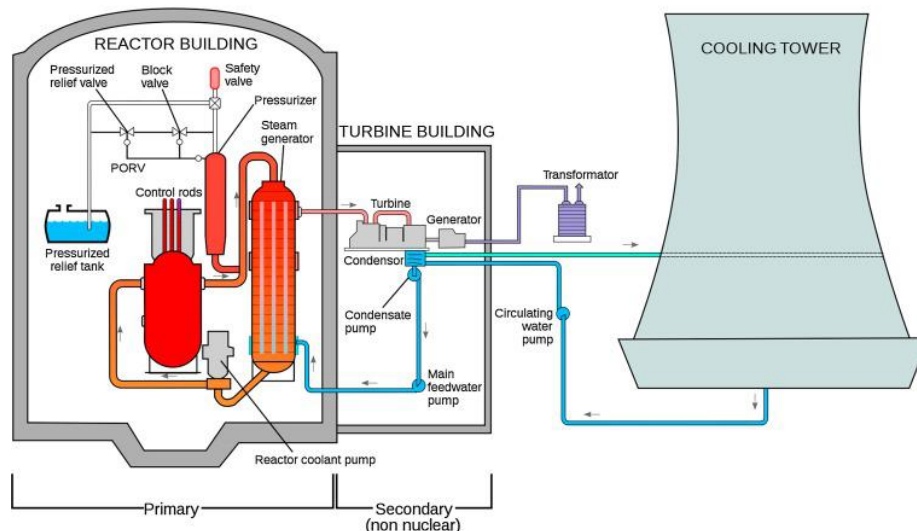 REACTOR BUILDING
Pressurized
relief valve
Block
valve
Safety
valve
Pressurizer
Steam
generator
PORV
Control rods
Pressurized
relief tank
Reactor coolant pump
Primary
TURBINE BUILDING
Turbine
Generator
Condensor
Condensate
pump
Main
feedwater
pump
Secondary
(non nuclear)
Transformator
Circulating
water
pump
COOLING TOWER